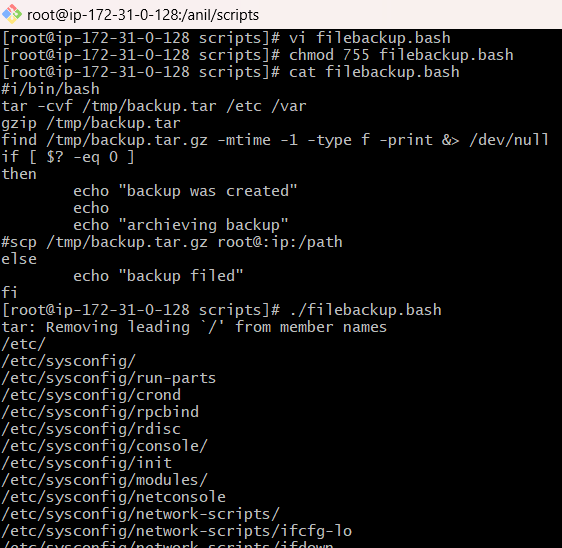 root@ip-172-31-0-128:/anil/scripts
[root@ip-172-31-0-128 scripts]# vi filebackup.bash
[root@ip-172-31-0-128 scripts]# chmod 755 filebackup.bash
[root@ip-172-31-0-128 scripts]# cat filebackup.bash
#i/bin/bash
tar -cvf /tmp/backup.tar /etc /var
gzip /tmp/backup.tar
find /tmp/backup.tar.gz -mtime -1 -type f -print &> /dev/null
if [ $? -eq 0 ]
then
        echo "backup was created"
        echo
        echo "archieving backup"
#scp /tmp/backup.tar.gz root@:ip:/path
else
        echo "backup filed"
fi
[root@ip-172-31-0-128 scripts]# ./filebackup.bash
tar: Removing leading `/' from member names
/etc/
/etc/sysconfig/
/etc/sysconfig/run-parts
/etc/sysconfig/crond
/etc/sysconfig/rpcbind
/etc/sysconfig/rdisc
/etc/sysconfig/console/
/etc/sysconfig/init
/etc/sysconfig/modules/
/etc/sysconfig/netconsole
/etc/sysconfig/network-scripts/
/etc/sysconfig/network-scripts/ifcfg-lo
/etc/sysconfig/network-scripts/ifdown